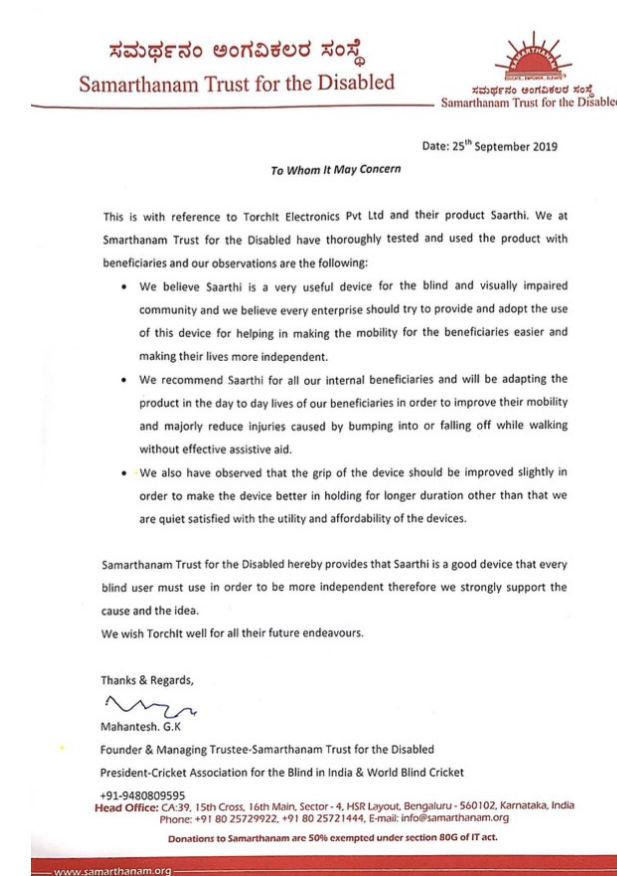 ಸಮರ್ಥನಂ ಅಂಗವಿಕಲರ ಸಂಸ್ಥೆ
Samarthanam Trust for the Disabled
SAMARTHANAM
ಸಮರ್ಥನಂ ಅಂಗವಿಕಲರ ಸಂಸ್ಥೆ
Samarthanam Trust for the Disabled
Date: 25th September 2019
To Whom It May Concern
This is with reference to TorchIt Electronics Pvt Ltd and their product Saarthi. We at
Smarthanam Trust for the Disabled have thoroughly tested and used the product with
beneficiaries and our observations are the following:
• We believe Saarthi is a very useful device for the blind and visually impaired
community and we believe every enterprise should try to provide and adopt the use
of this device for helping in making the mobility for the beneficiaries easier and
making their lives more independent.
• We recommend Saarthi for all our internal beneficiaries and will be adapting the
product in the day to day lives of our beneficiaries in order to improve their mobility
and majorly reduce injuries caused by bumping into or falling off while walking
without effective assistive aid.
• We also have observed that the grip of the device should be improved slightly in
order to make the device better in holding for longer duration other than that we
are quiet satisfied with the utility and affordability of the devices.
Samarthanam Trust for the Disabled hereby provides that Saarthi is a good device that every
blind user must use in order to be more independent therefore we strongly support the
cause and the idea.
We wish TorchIt well for all their future endeavours.
Thanks & Regards,
Mahantesh. G.K
Founder & Managing Trustee-Samarthanam Trust for the Disabled
President-Cricket Association for the Blind in India & World Blind Cricket
+91-9480809595
Head Office: CA:39, 15th Cross, 16th Main, Sector - 4, HSR Layout, Bengaluru - 560102, Karnataka, India
Phone: +91 80 25729922, +91 80 25721444, E-mail: info@samarthanam.org
Donations to Samarthanam are 50% exempted under section 80G of IT act.
www.samarthanam.org